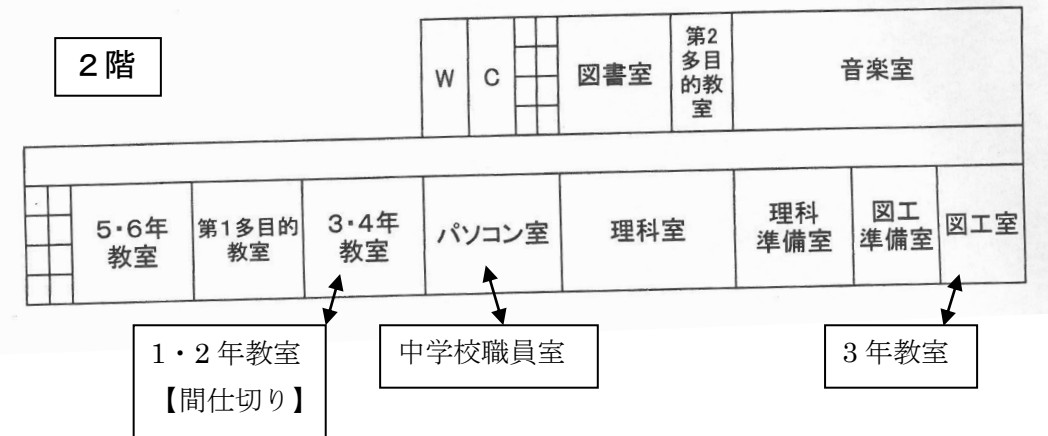 2階
W
C
図書室
第2
多目
的教
室
音楽室
5・6年
教室
第1多目的
教室
3・4年
教室
パソコン室
理科室
理科
準備室
図工
準備室
図工室
1・2年教室
【間仕切り】
中学校職員室
3年教室